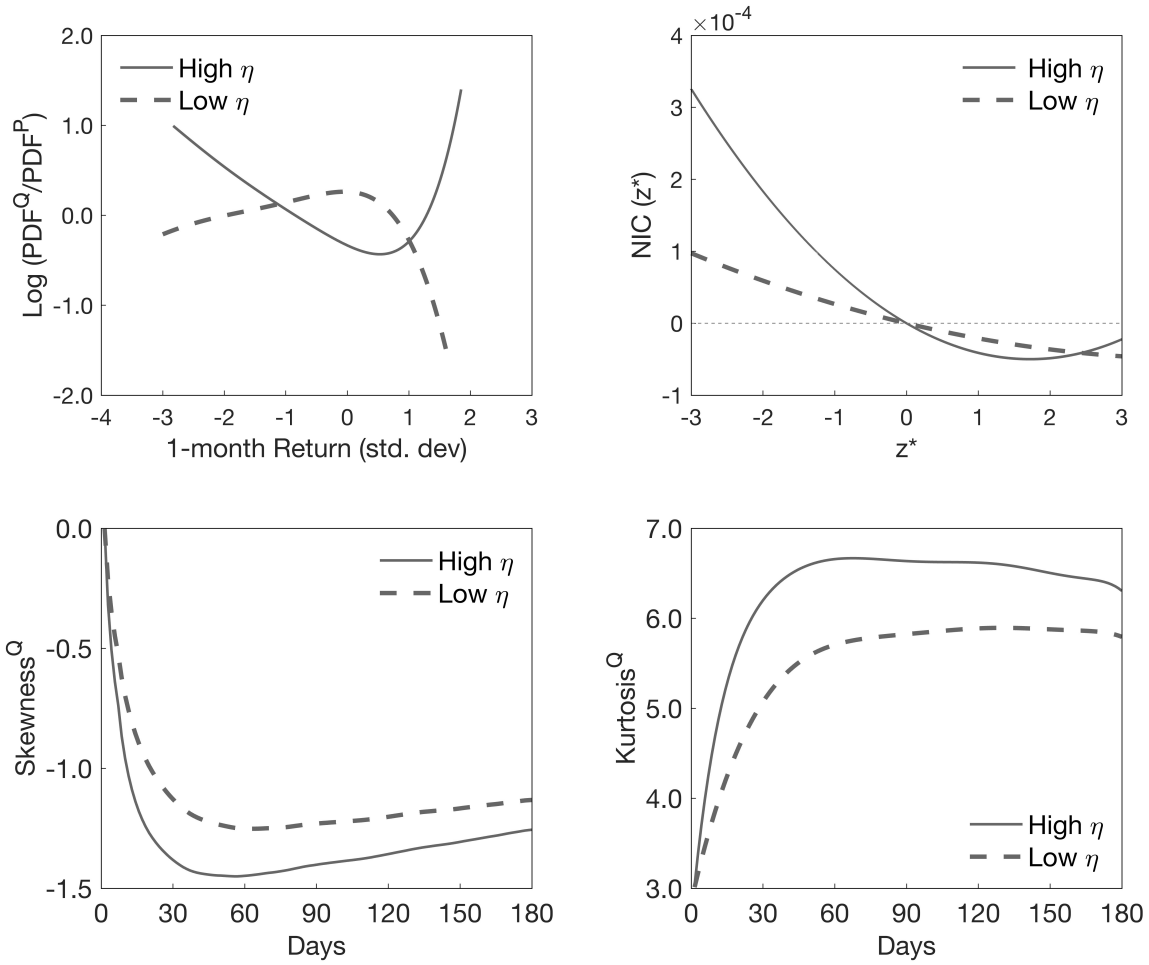 2.0
1.0
0.0
-1.0
-2.0
Log (PDF^Q/PDF^P)
High η
Low η
-4 -3 -2 -1 0 1 2 3
1-month Return (std. dev)
×10^-4
4
3
2
1
0
-1
NIC (z*)
High η
Low η
-3 -2 -1 0 1 2 3
z*
0.0
-0.5
-1.0
-1.5
Skewness^Q
High η
Low η
0 30 60 90 120 150 180
Days
7.0
6.0
5.0
4.0
3.0
Kurtosis^Q
High η
Low η
0 30 60 90 120 150 180
Days